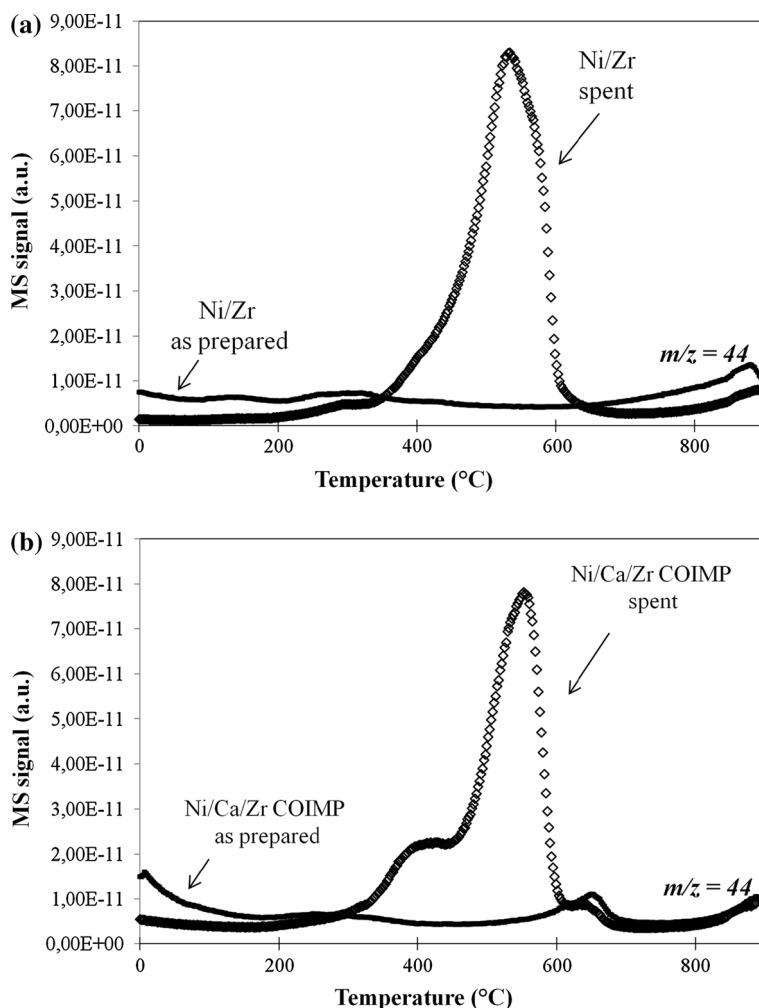 (a)
9,00E-11
8,00E-11
7,00E-11
6,00E-11
5,00E-11
4,00E-11
3,00E-11
2,00E-11
1,00E-11
0,00E+00
MS signal (a.u.)
Ni/Zr
spent
Ni/Zr
as prepared
m/z = 44
0
200
400
600
800
Temperature (°C)
(b)
9,00E-11
8,00E-11
7,00E-11
6,00E-11
5,00E-11
4,00E-11
3,00E-11
2,00E-11
1,00E-11
0,00E+00
MS signal (a.u.)
Ni/Ca/Zr COIMP
spent
Ni/Ca/Zr COIMP
as prepared
m/z = 44
0
200
400
600
800
Temperature (°C)